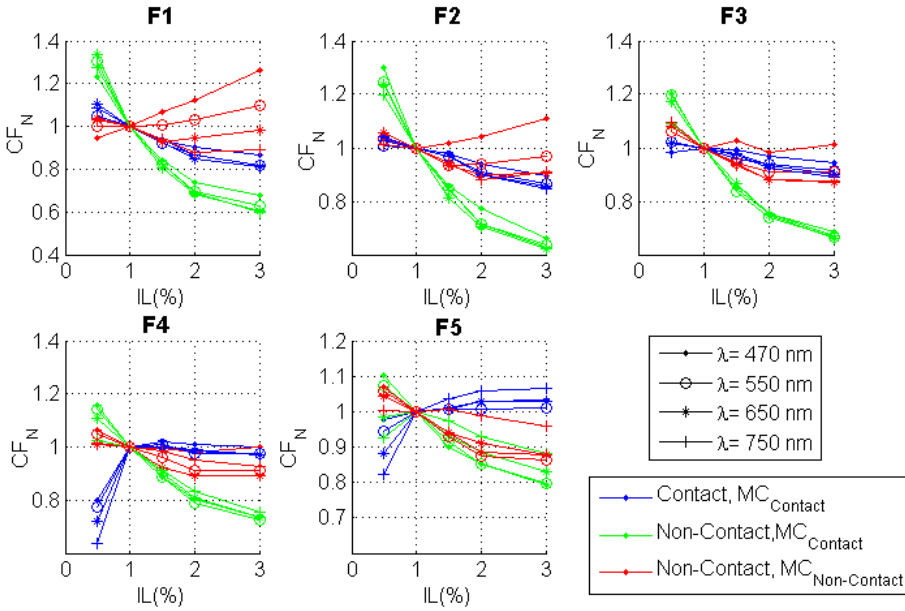 F1
1.4
1.2
1
0.8
0.6
0.4
CF_N
0 1 2 3
IL(%)
F2
1.4
1.2
1
0.8
CF_N
0 1 2 3
IL(%)
F3
1.4
1.2
1
0.8
CF_N
0 1 2 3
IL(%)
F4
1.4
1.2
1
0.8
CF_N
0 1 2 3
IL(%)
F5
1.2
1.1
1
0.9
0.8
0.7
CF_N
0 1 2 3
IL(%)
λ= 470 nm
λ= 550 nm
λ= 650 nm
λ= 750 nm
Contact, MC_Contact
Non-Contact,MC_Contact
Non-Contact, MC_Non-Contact